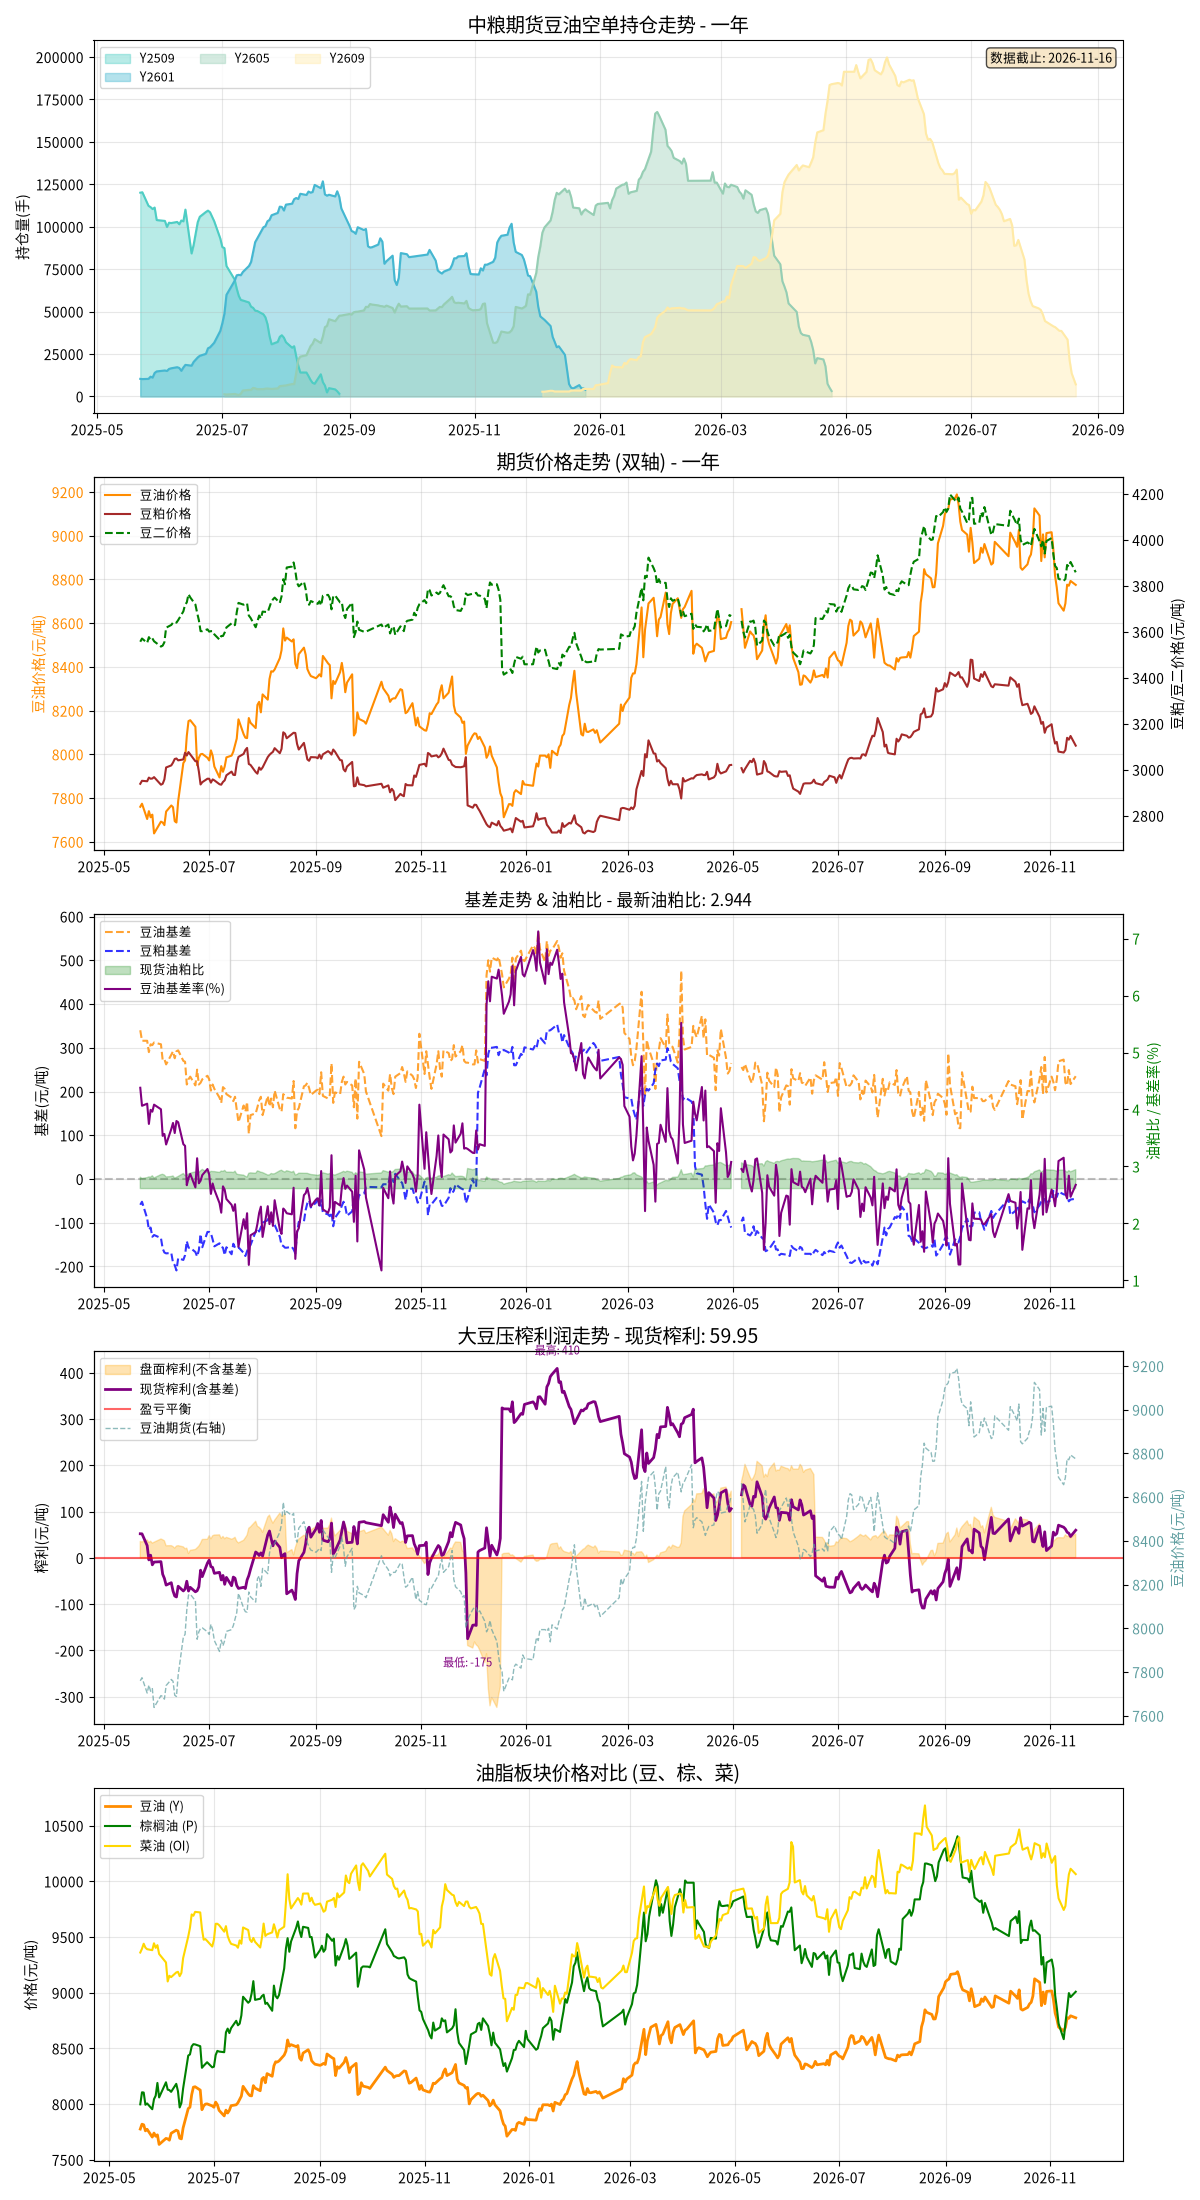 中粮期货豆油空单持仓走势 - 一年
Y2509 Y2605 Y2609
Y2601
数据截止: 2026-11-16
持仓量(手)
200000
175000
150000
125000
100000
75000
50000
25000
0
2025-05 2025-07 2025-09 2025-11 2026-01 2026-03 2026-05 2026-07 2026-09
期货价格走势 (双轴) - 一年
豆油价格
豆粕价格
豆二价格
豆油价格(元/吨)
9200
9000
8800
8600
8400
8200
8000
7800
7600
4200
4000
3800
3600
3400
3200
3000
2800
豆粕/豆二价格(元/吨)
2025-05 2025-07 2025-09 2025-11 2026-01 2026-03 2026-05 2026-07 2026-09 2026-11
基差走势 & 油粕比 - 最新油粕比: 2.944
豆油基差
豆粕基差
现货油粕比
豆油基差率(%)
基差(元/吨)
600
500
400
300
200
100
0
-100
-200
7
6
5
4
3
2
1
油粕比 / 基差率(%)
2025-05 2025-07 2025-09 2025-11 2026-01 2026-03 2026-05 2026-07 2026-09 2026-11
大豆压榨利润走势 - 现货榨利: 59.95
最高: 410
盘面榨利(不含基差)
现货榨利(含基差)
盈亏平衡
豆油期货(右轴)
榨利(元/吨)
400
300
200
100
0
-100
-200
-300
最低: -175
9200
9000
8800
8600
8400
8200
8000
7800
7600
豆油价格(元/吨)
2025-05 2025-07 2025-09 2025-11 2026-01 2026-03 2026-05 2026-07 2026-09 2026-11
油脂板块价格对比 (豆、棕、菜)
豆油 (Y)
棕榈油 (P)
菜油 (OI)
价格(元/吨)
10500
10000
9500
9000
8500
8000
7500
2025-05 2025-07 2025-09 2025-11 2026-01 2026-03 2026-05 2026-07 2026-09 2026-11